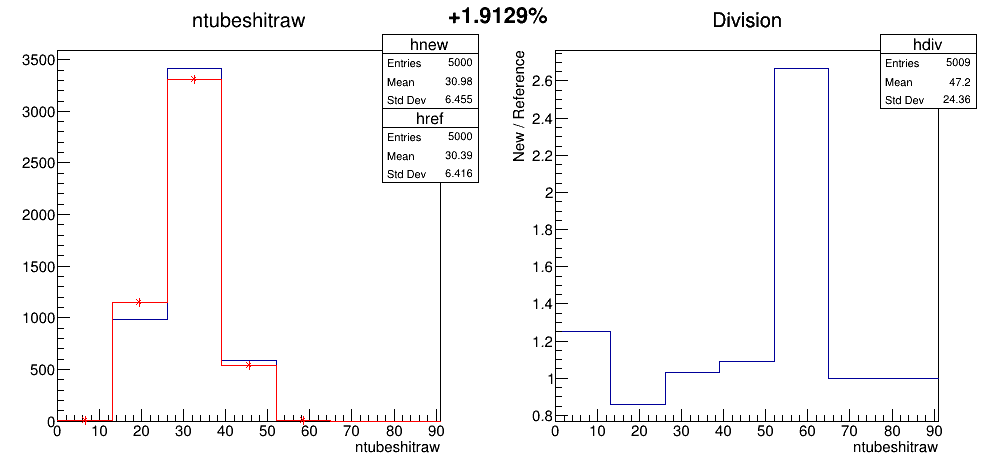 +1.9129%
ntubeshitraw
hnew
Entries 5000
Mean 30.98
Std Dev 6.455
href
Entries 5000
Mean 30.39
Std Dev 6.416
3500
3000
2500
2000
1500
1000
500
0
0 10 20 30 40 50 60 70 80 90
ntubeshitraw
Division
hdiv
Entries 5009
Mean 47.2
Std Dev 24.36
New / Reference
2.6
2.4
2.2
2
1.8
1.6
1.4
1.2
1
0.8
0 10 20 30 40 50 60 70 80 90
ntubeshitraw